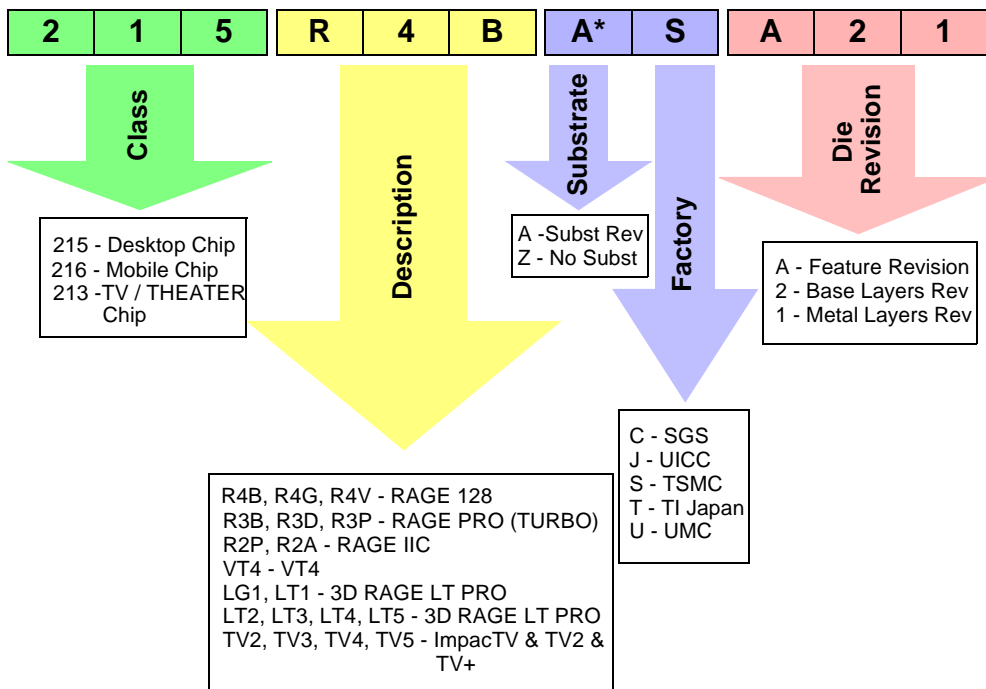 2 1 5 R 4 B A* S A 2 1
Class
Description
Substrate
Factory
Die
Revision
215 - Desktop Chip
216 - Mobile Chip
213 -TV / THEATER
Chip
A -Subst Rev
Z - No Subst
A - Feature Revision
2 - Base Layers Rev
1 - Metal Layers Rev
C - SGS
J - UICC
S - TSMC
T - TI Japan
U - UMC
R4B, R4G, R4V - RAGE 128
R3B, R3D, R3P - RAGE PRO (TURBO)
R2P, R2A - RAGE IIC
VT4 - VT4
LG1, LT1 - 3D RAGE LT PRO
LT2, LT3, LT4, LT5 - 3D RAGE LT PRO
TV2, TV3, TV4, TV5 - ImpacTV & TV2 &
TV+